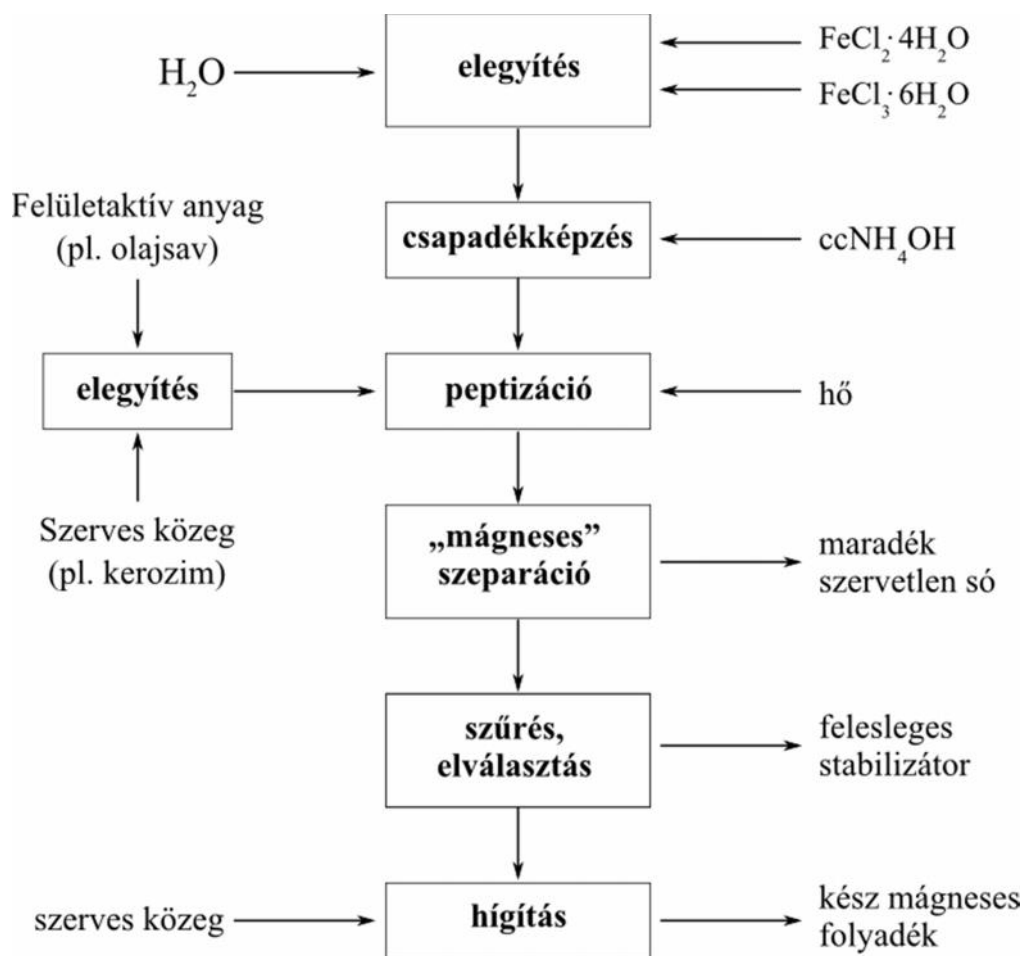 elegyítés
FeCl₂·4H₂O
H₂O
FeCl₃·6H₂O
Felületaktív anyag
(pl. olajsav)
csapadékképzés
ccNH₄OH
elegyítés
peptizáció
hő
Szerves közeg
(pl. kerozim)
„mágneses”
szeparáció
maradék
szervetlen só
szűrés,
elválasztás
felesleges
stabilizátor
szerves közeg
hígítás
kész mágneses
folyadék